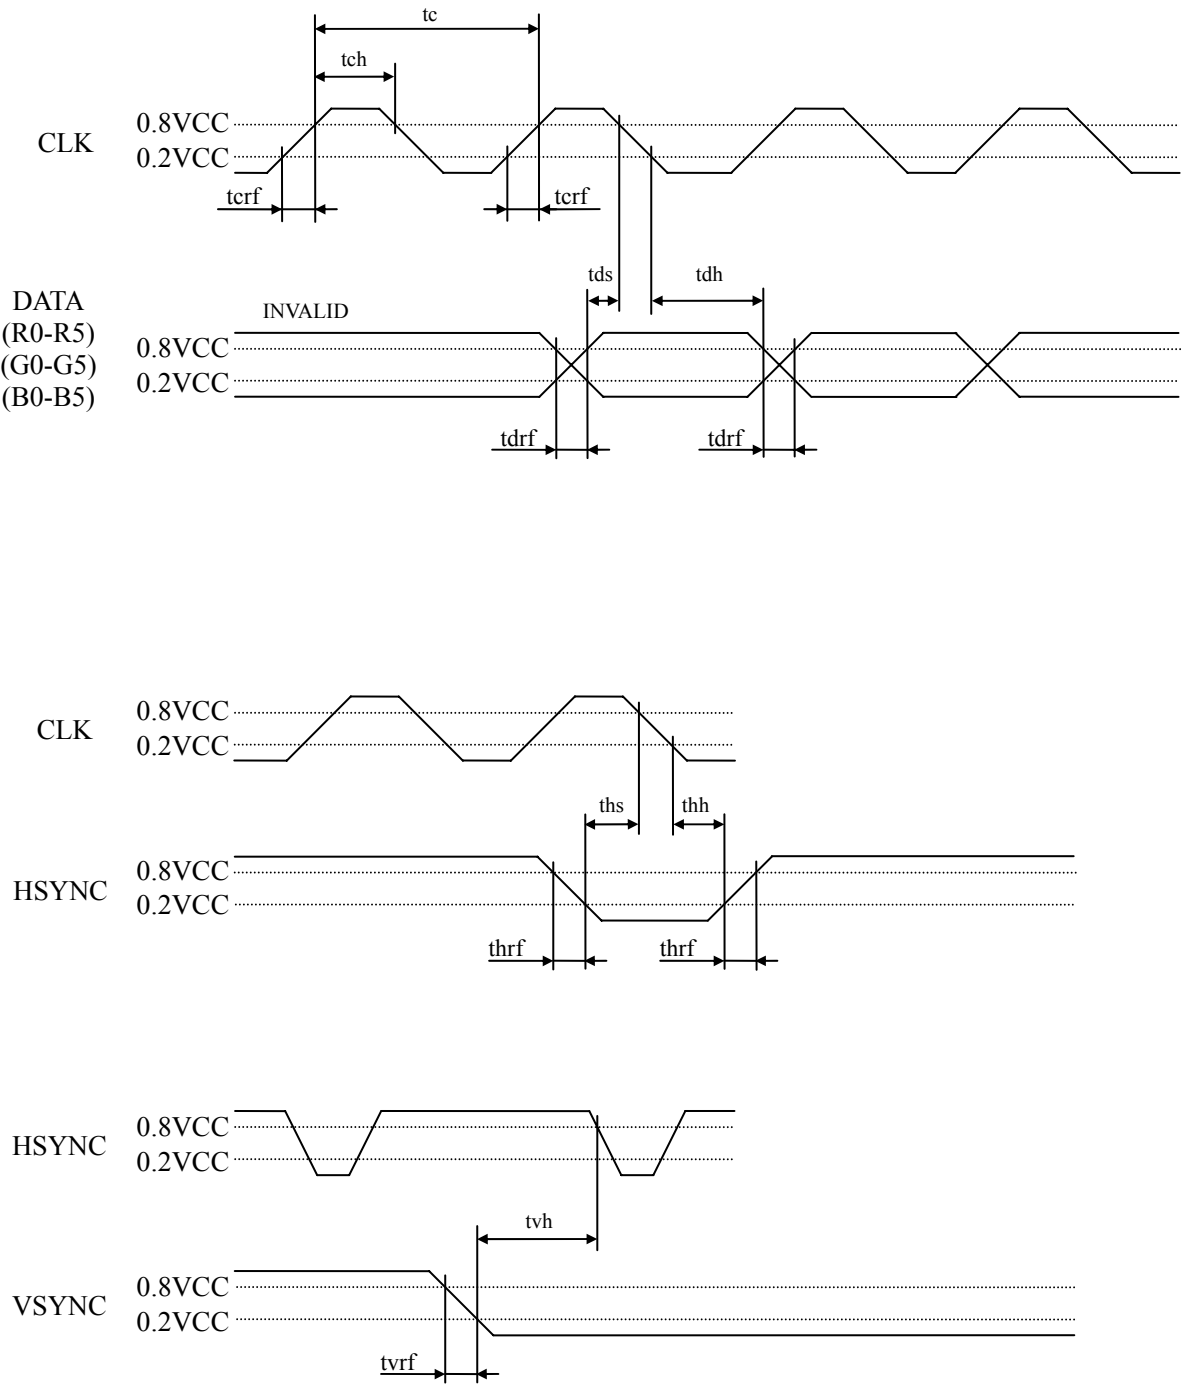 tc
tch
CLK
0.8VCC
0.2VCC
tcrf
tcrf
tds
tdh
DATA
(R0-R5)
(G0-G5)
(B0-B5)
INVALID
0.8VCC
0.2VCC
tdrf
tdrf
CLK
0.8VCC
0.2VCC
ths
thh
HSYNC
0.8VCC
0.2VCC
thrf
thrf
HSYNC
0.8VCC
0.2VCC
tvh
VSYNC
0.8VCC
0.2VCC
tvrf